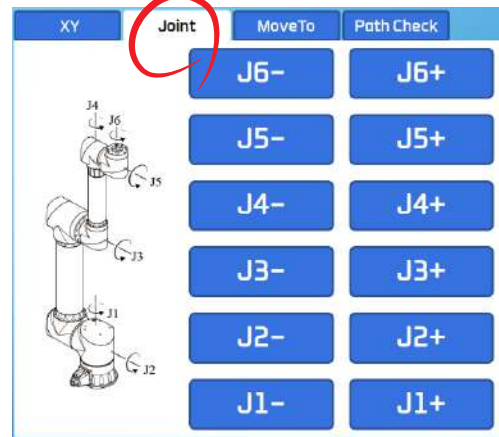 XY Joint MoveTo Path Check
J6- J6+
J5- J5+
J4- J4+
J3- J3+
J2- J2+
J1- J1+
J4
J6
J5
J3
J1
J2